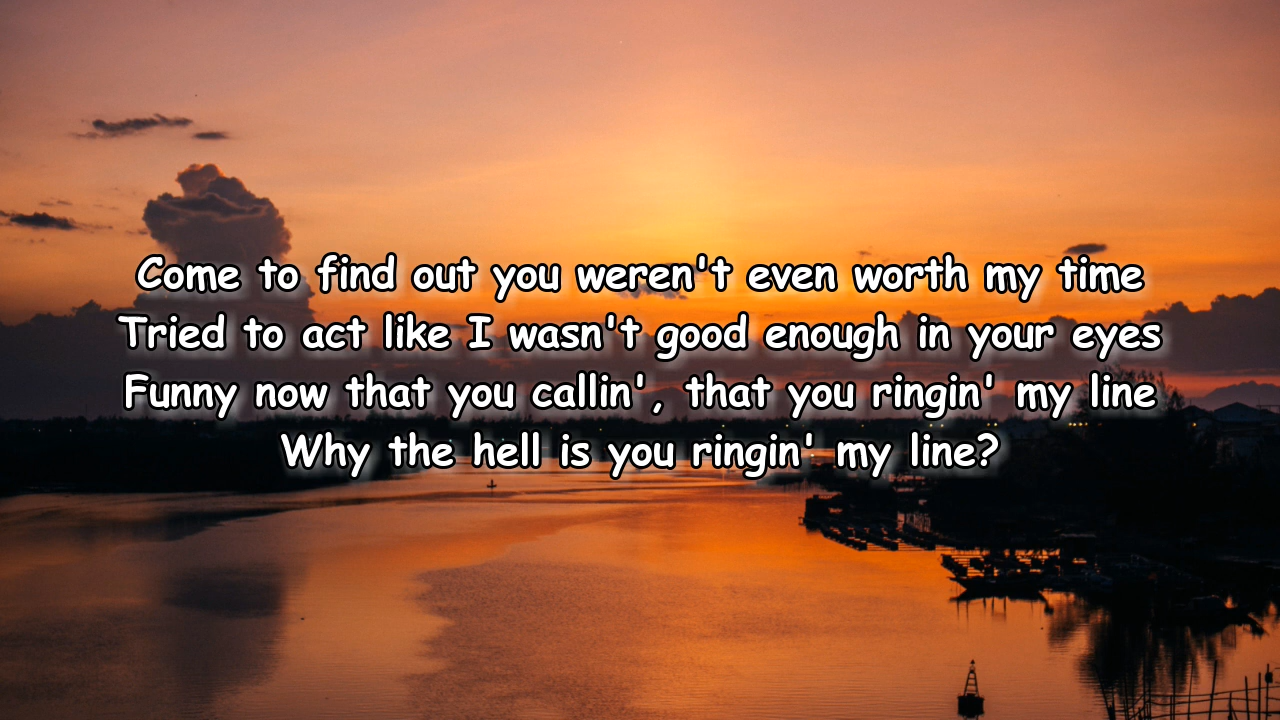 Come to find out you weren't even worth my time
Tried to act like I wasn't good enough in your eyes
Funny now that you callin', that you ringin' my line
Why the hell is you ringin' my line?